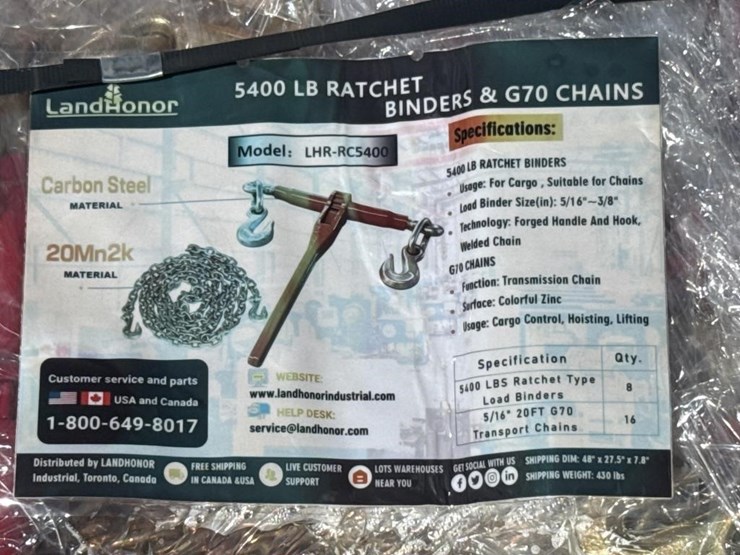 LANDHONOR
5400 LB RATCHET
BINDERS & G70 CHAINS
Model: LHR-RC5400
Carbon Steel
MATERIAL
20Mn2k
MATERIAL
Specifications:
5400 LB RATCHET BINDERS
Usage: For Cargo , Suitable for Chains
Load Binder Size(in): 5/16"~3/8"
Technology: Forged Handle And Hook,
Welded Chain
G70 CHAINS
Function: Transmission Chain
Surface: Colorful Zinc
Usage: Cargo Control, Hoisting, Lifting
Specification Qty.
5400 LBS Ratchet Type
Load Binders 8
5/16" 20FT G70
Transport Chains 16
Customer service and parts
USA and Canada
1-800-649-8017
WEBSITE:
www.landhonorindustrial.com
HELP DESK:
service@landhonor.com
Distributed by LANDHONOR
Industrial, Toronto, Canada
FREE SHIPPING
IN CANADA &USA
LIVE CUSTOMER
SUPPORT
LOTS WAREHOUSES
NEAR YOU
GET SOCIAL WITH US
SHIPPING DIM: 48" x 27.5" x 7.8"
SHIPPING WEIGHT: 430 lbs